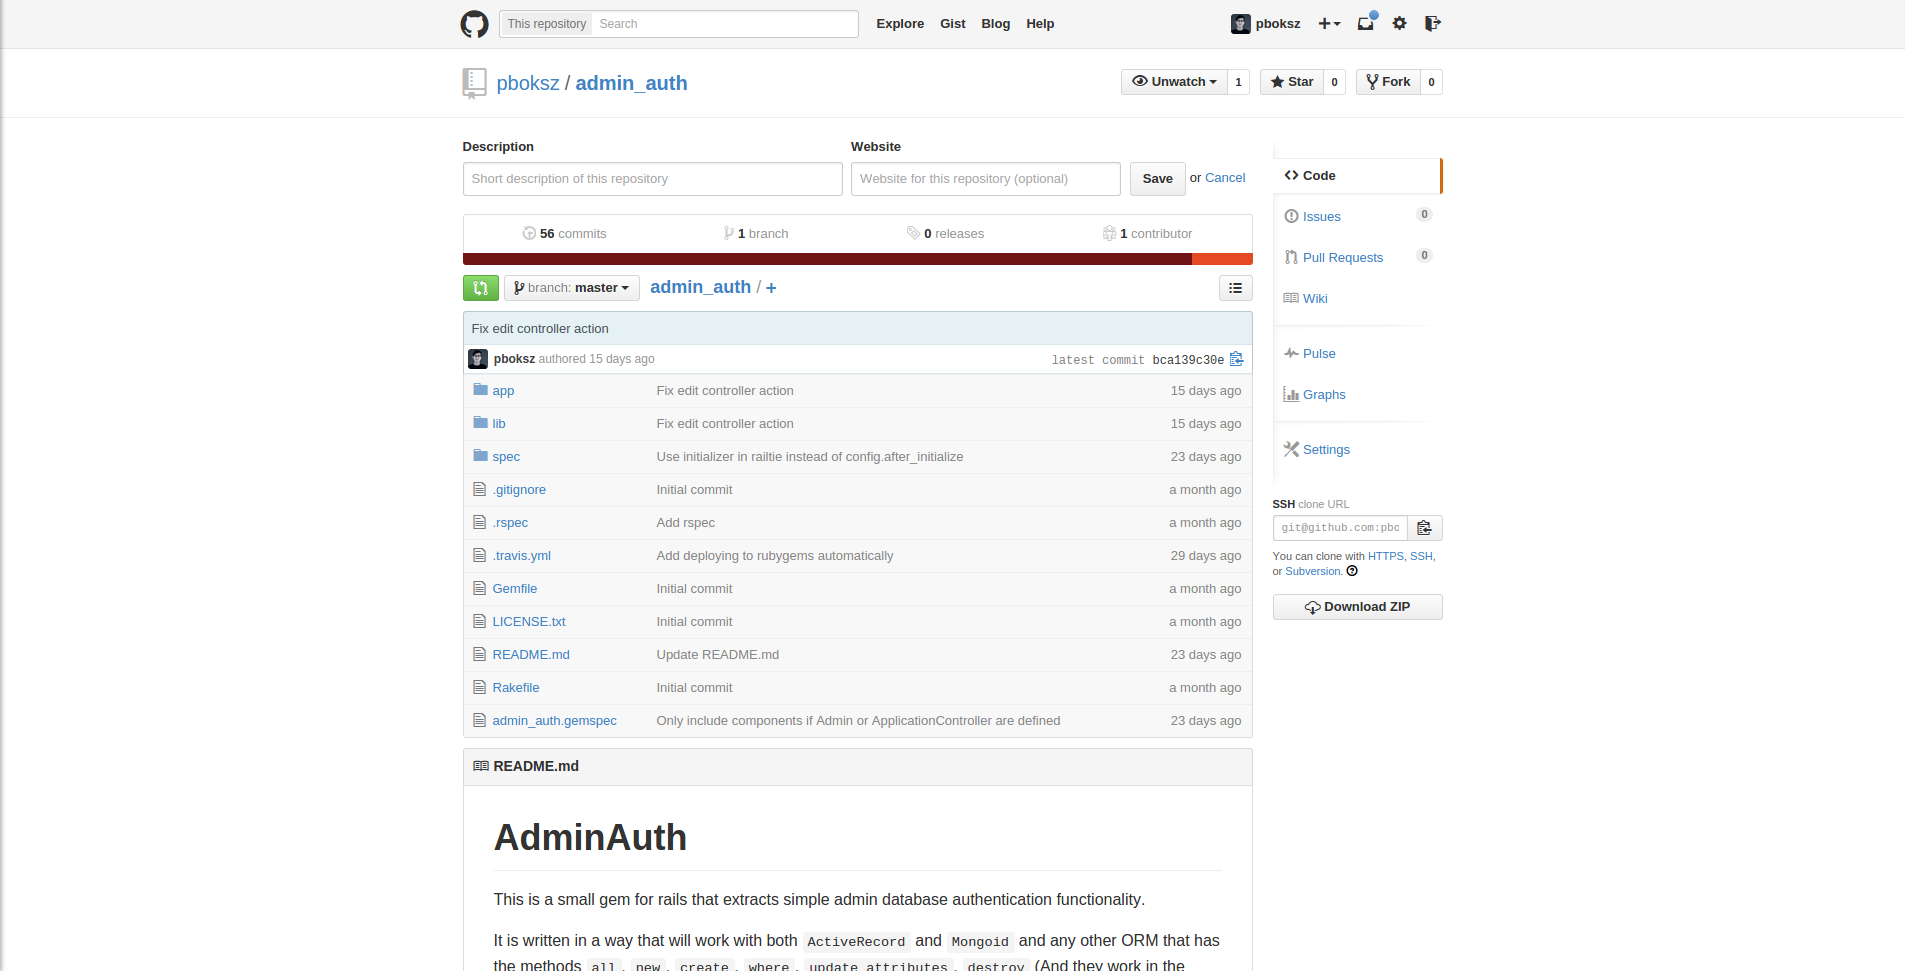 This repository Search Explore Gist Blog Help pboksz
pboksz / admin_auth Unwatch 1 Star 0 Fork 0
Description Website
Short description of this repository Website for this repository (optional) Save or Cancel
56 commits 1 branch 0 releases 1 contributor
branch: master admin_auth / +
Fix edit controller action
pboksz authored 15 days ago latest commit bca139c30e
app Fix edit controller action 15 days ago
lib Fix edit controller action 15 days ago
spec Use initializer in railtie instead of config.after_initialize 23 days ago
.gitignore Initial commit a month ago
.rspec Add rspec a month ago
.travis.yml Add deploying to rubygems automatically 29 days ago
Gemfile Initial commit a month ago
LICENSE.txt Initial commit a month ago
README.md Update README.md 23 days ago
Rakefile Initial commit a month ago
admin_auth.gemspec Only include components if Admin or ApplicationController are defined 23 days ago
README.md
AdminAuth
This is a small gem for rails that extracts simple admin database authentication functionality.
It is written in a way that will work with both ActiveRecord and Mongoid and any other ORM that has
the methods all, new, create, where, update_attributes, destroy (And they work in the
Code
Issues 0
Pull Requests 0
Wiki
Pulse
Graphs
Settings
SSH clone URL
git@github.com:pbo
You can clone with HTTPS, SSH,
or Subversion.
Download ZIP